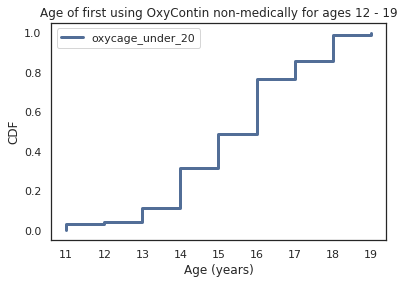 Age of first using OxyContin non-medically for ages 12 - 19
oxycage_under_20
CDF
1.0
0.8
0.6
0.4
0.2
0.0
11 12 13 14 15 16 17 18 19
Age (years)